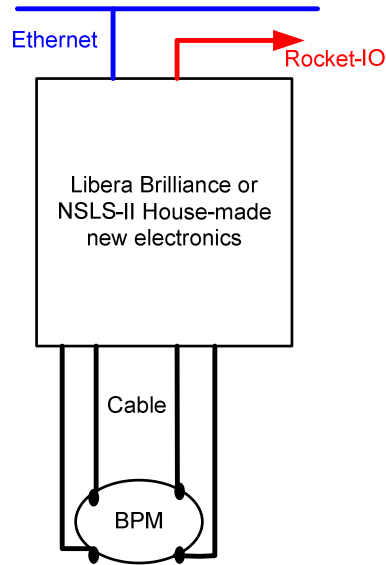 Ethernet
Rocket-IO
Libera Brilliance or
NSLS-II House-made
new electronics
Cable
BPM